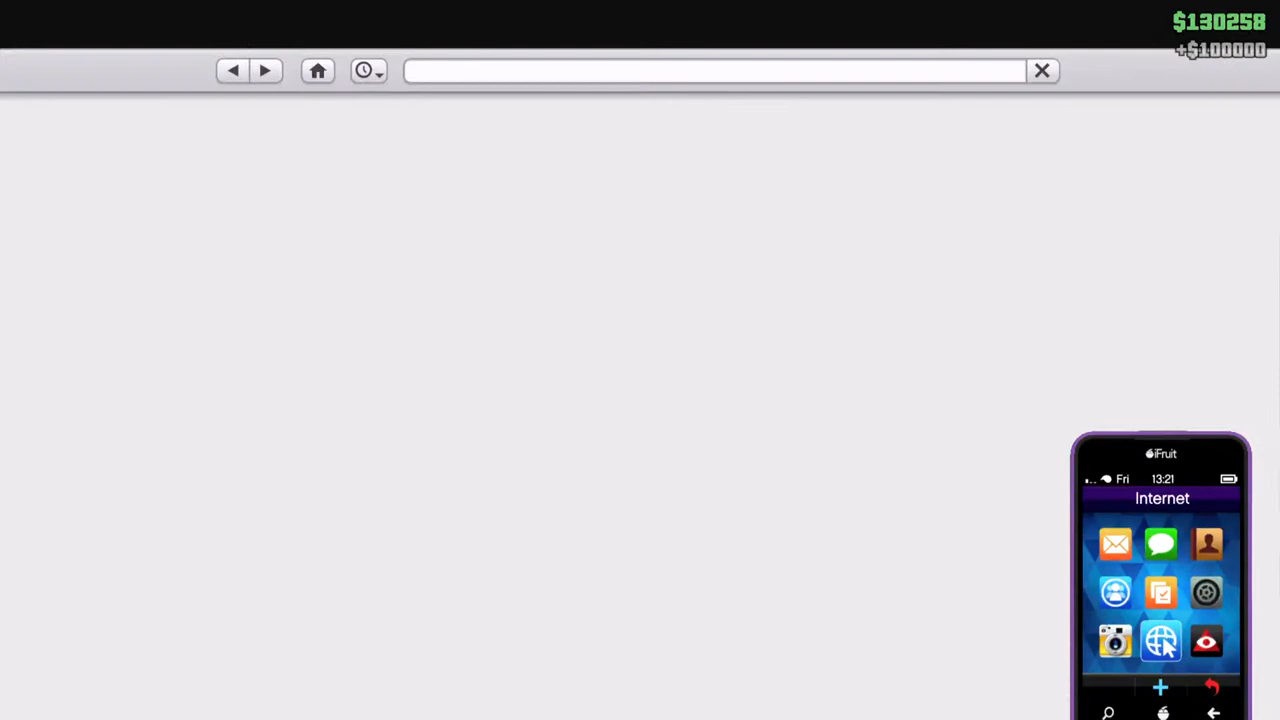 $130258
+$100000
iFruit
Fri 13:21
Internet